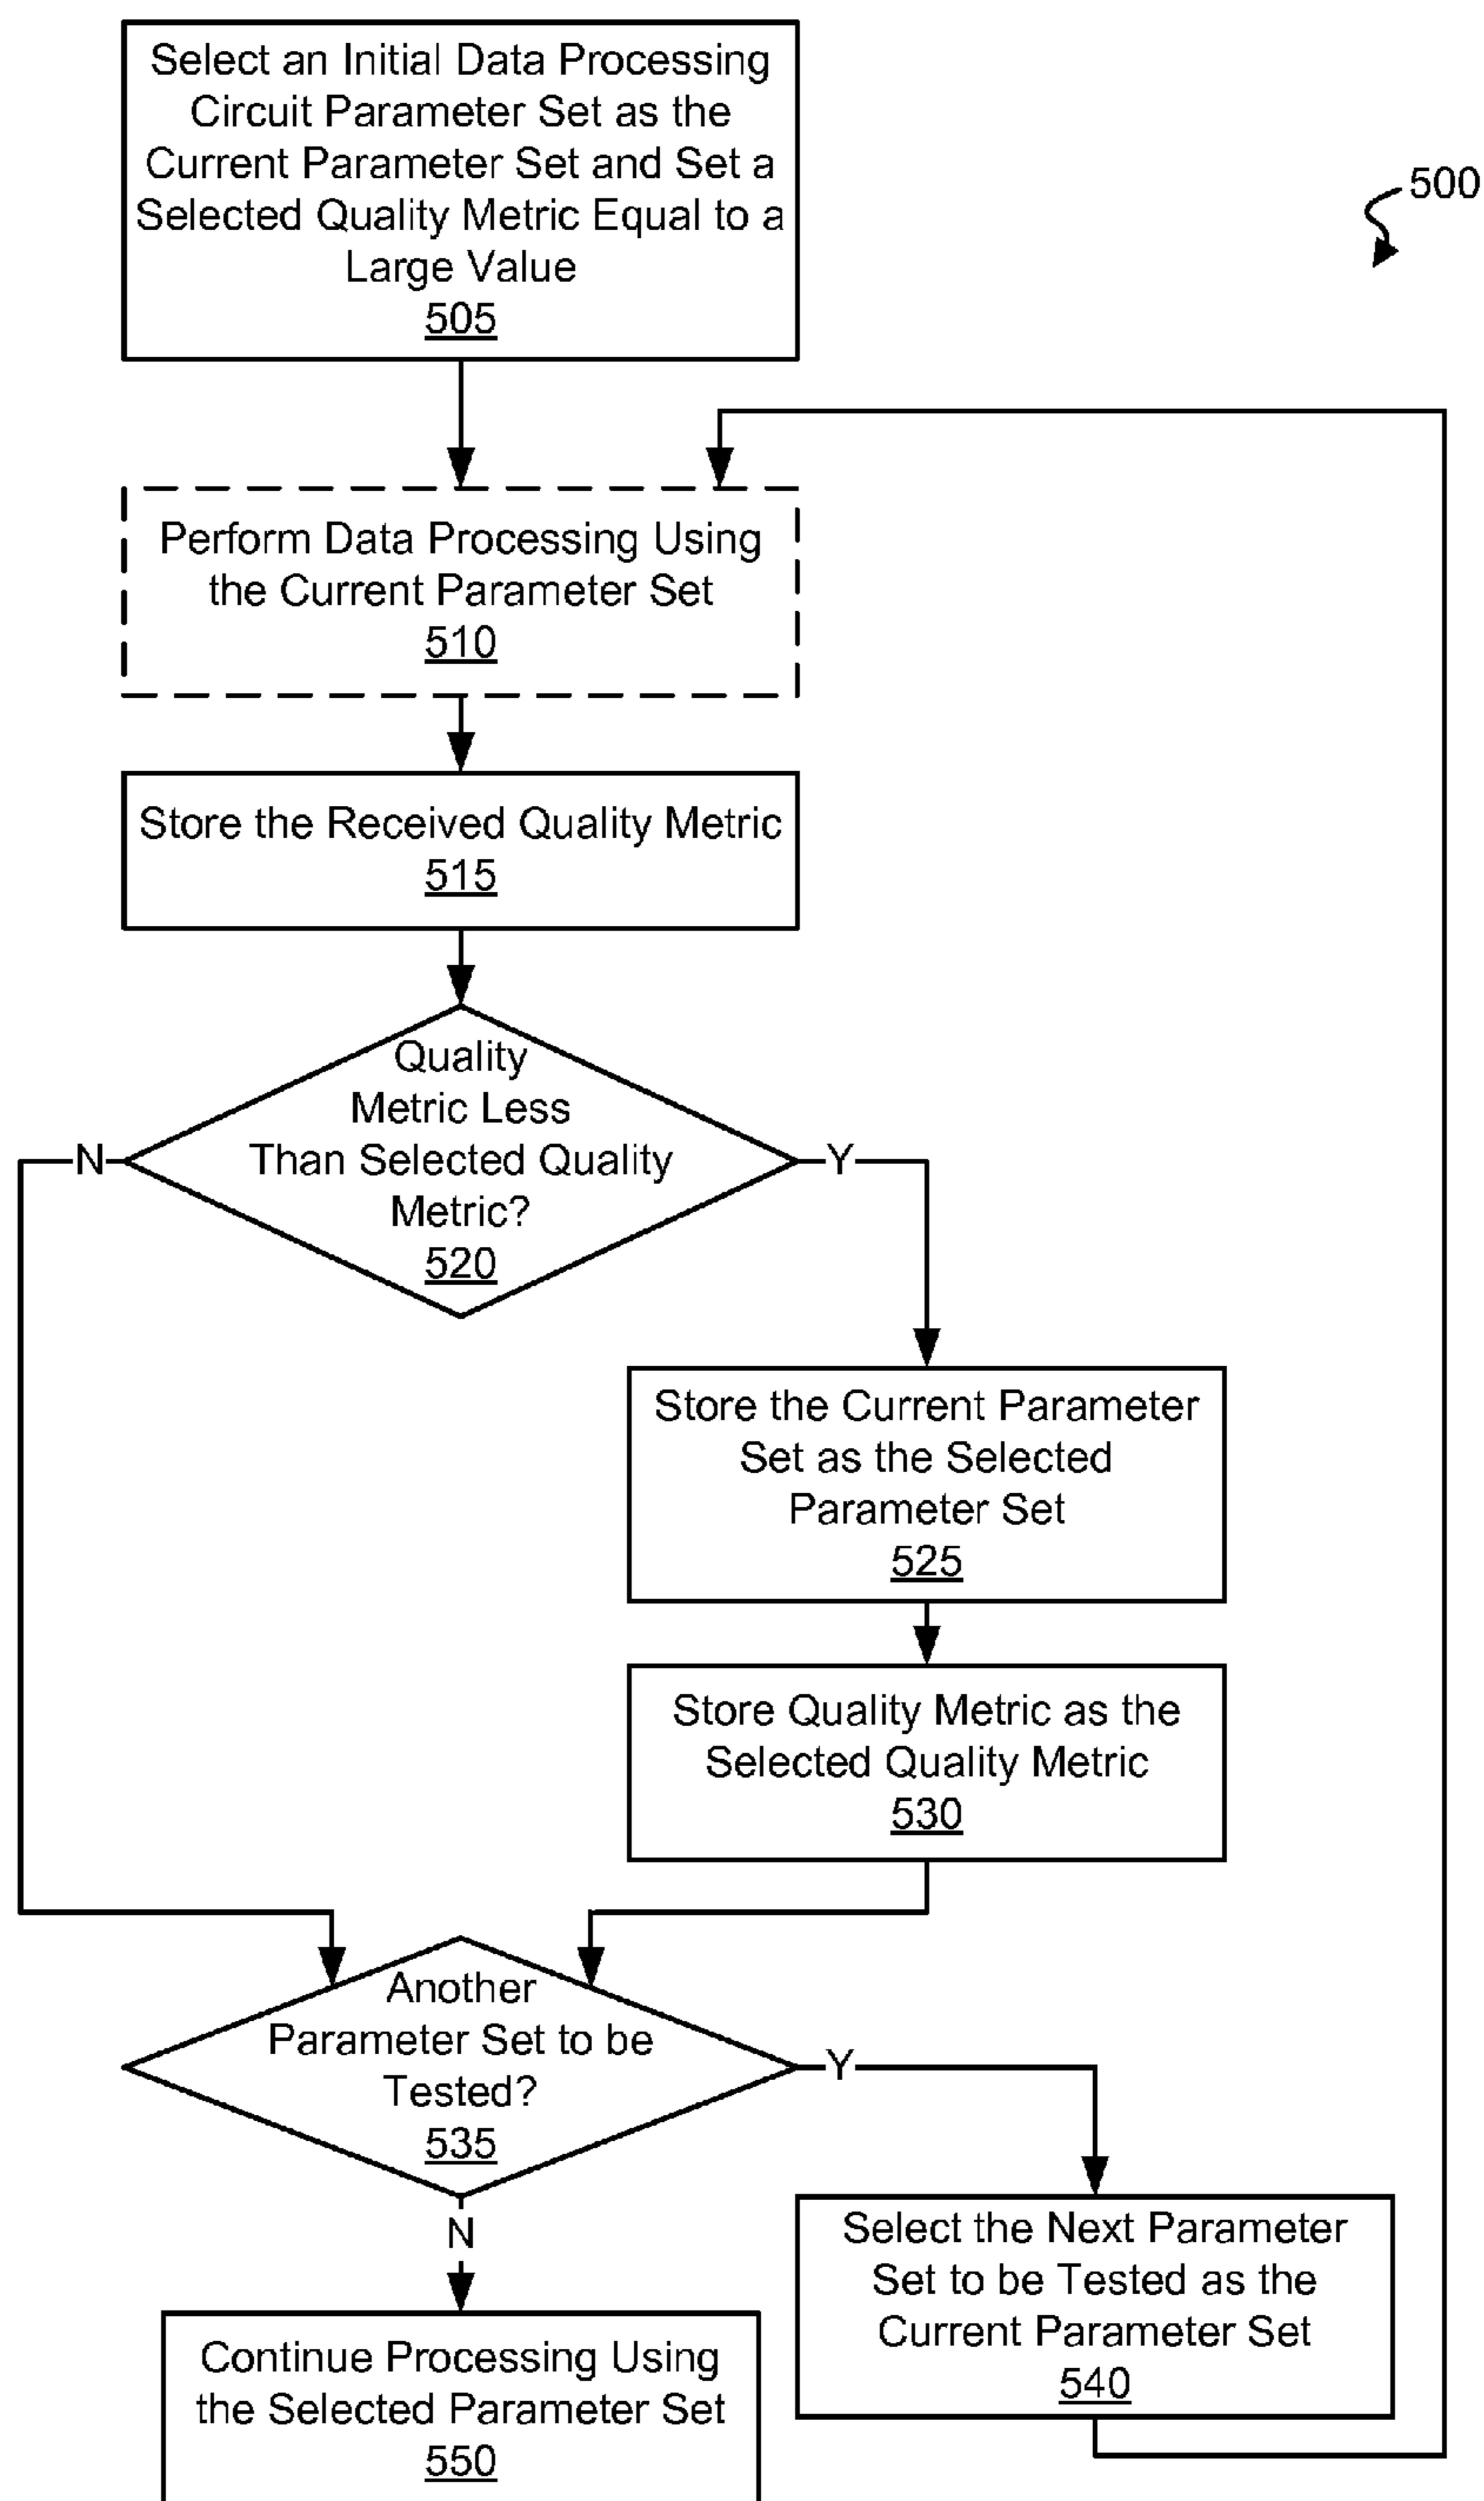 Select an Initial Data Processing
Circuit Parameter Set as the
Current Parameter Set and Set a
Selected Quality Metric Equal to a
Large Value
505
500
Perform Data Processing Using
the Current Parameter Set
510
Store the Received Quality Metric
515
Quality
Metric Less
Than Selected Quality
Metric?
520
N
Y
Store the Current Parameter
Set as the Selected
Parameter Set
525
Store Quality Metric as the
Selected Quality Metric
530
Another
Parameter Set to be
Tested?
535
Y
N
Select the Next Parameter
Set to be Tested as the
Current Parameter Set
540
Continue Processing Using
the Selected Parameter Set
550